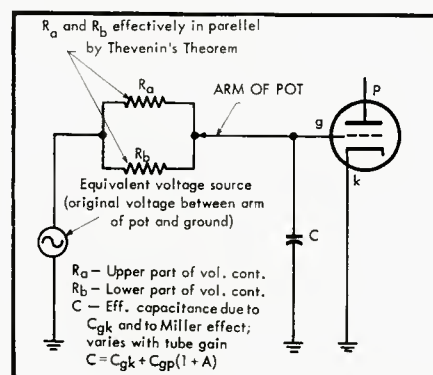 Ra and Rb effectively in parellel
by Thevenin's Theorem
Ra
ARM OF POT
P
g
Rb
k
Equivalent voltage source
(original voltage between arm
of pot and ground)
C
Ra – Upper part of vol. cont.
Rb – Lower part of vol. cont.
C – Eff. capacitance due to
Cgk and to Miller effect;
varies with tube gain
C = Cgk + Cgp(1 + A)